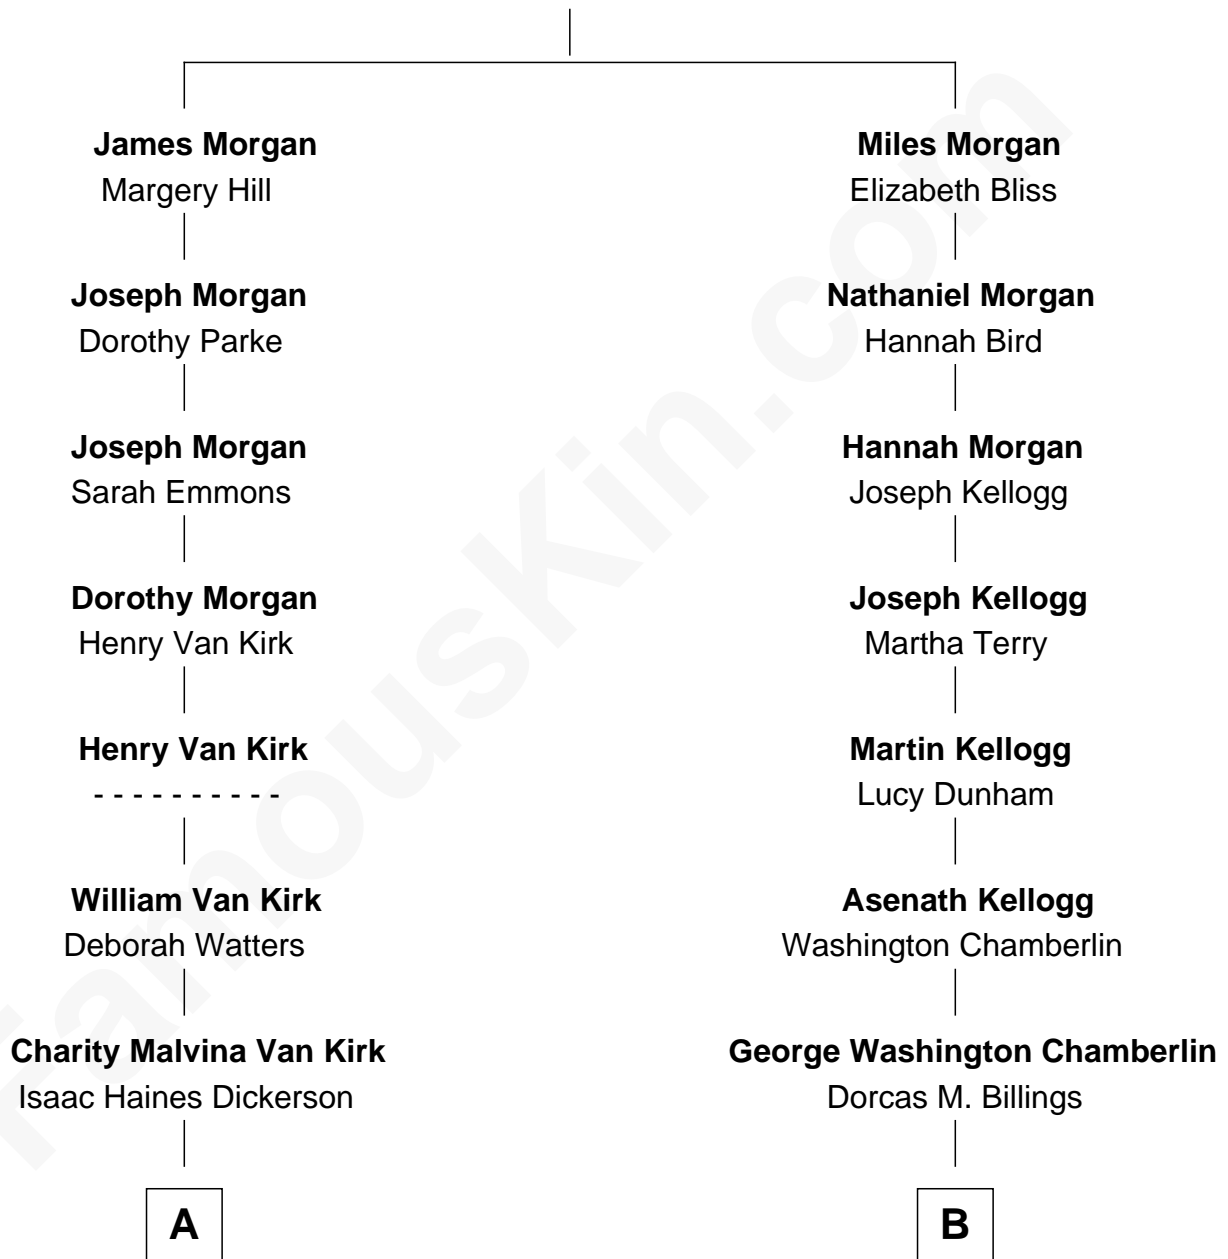 James Morgan
Margery Hill
Miles Morgan
Elizabeth Bliss
Joseph Morgan
Dorothy Parke
Nathaniel Morgan
Hannah Bird
Joseph Morgan
Sarah Emmons
Hannah Morgan
Joseph Kellogg
Dorothy Morgan
Henry Van Kirk
Joseph Kellogg
Martha Terry
Henry Van Kirk
- - - - - - - - - -
Martin Kellogg
Lucy Dunham
William Van Kirk
Deborah Watters
Asenath Kellogg
Washington Chamberlin
Charity Malvina Van Kirk
Isaac Haines Dickerson
George Washington Chamberlin
Dorcas M. Billings
A
B
FamousKin.com